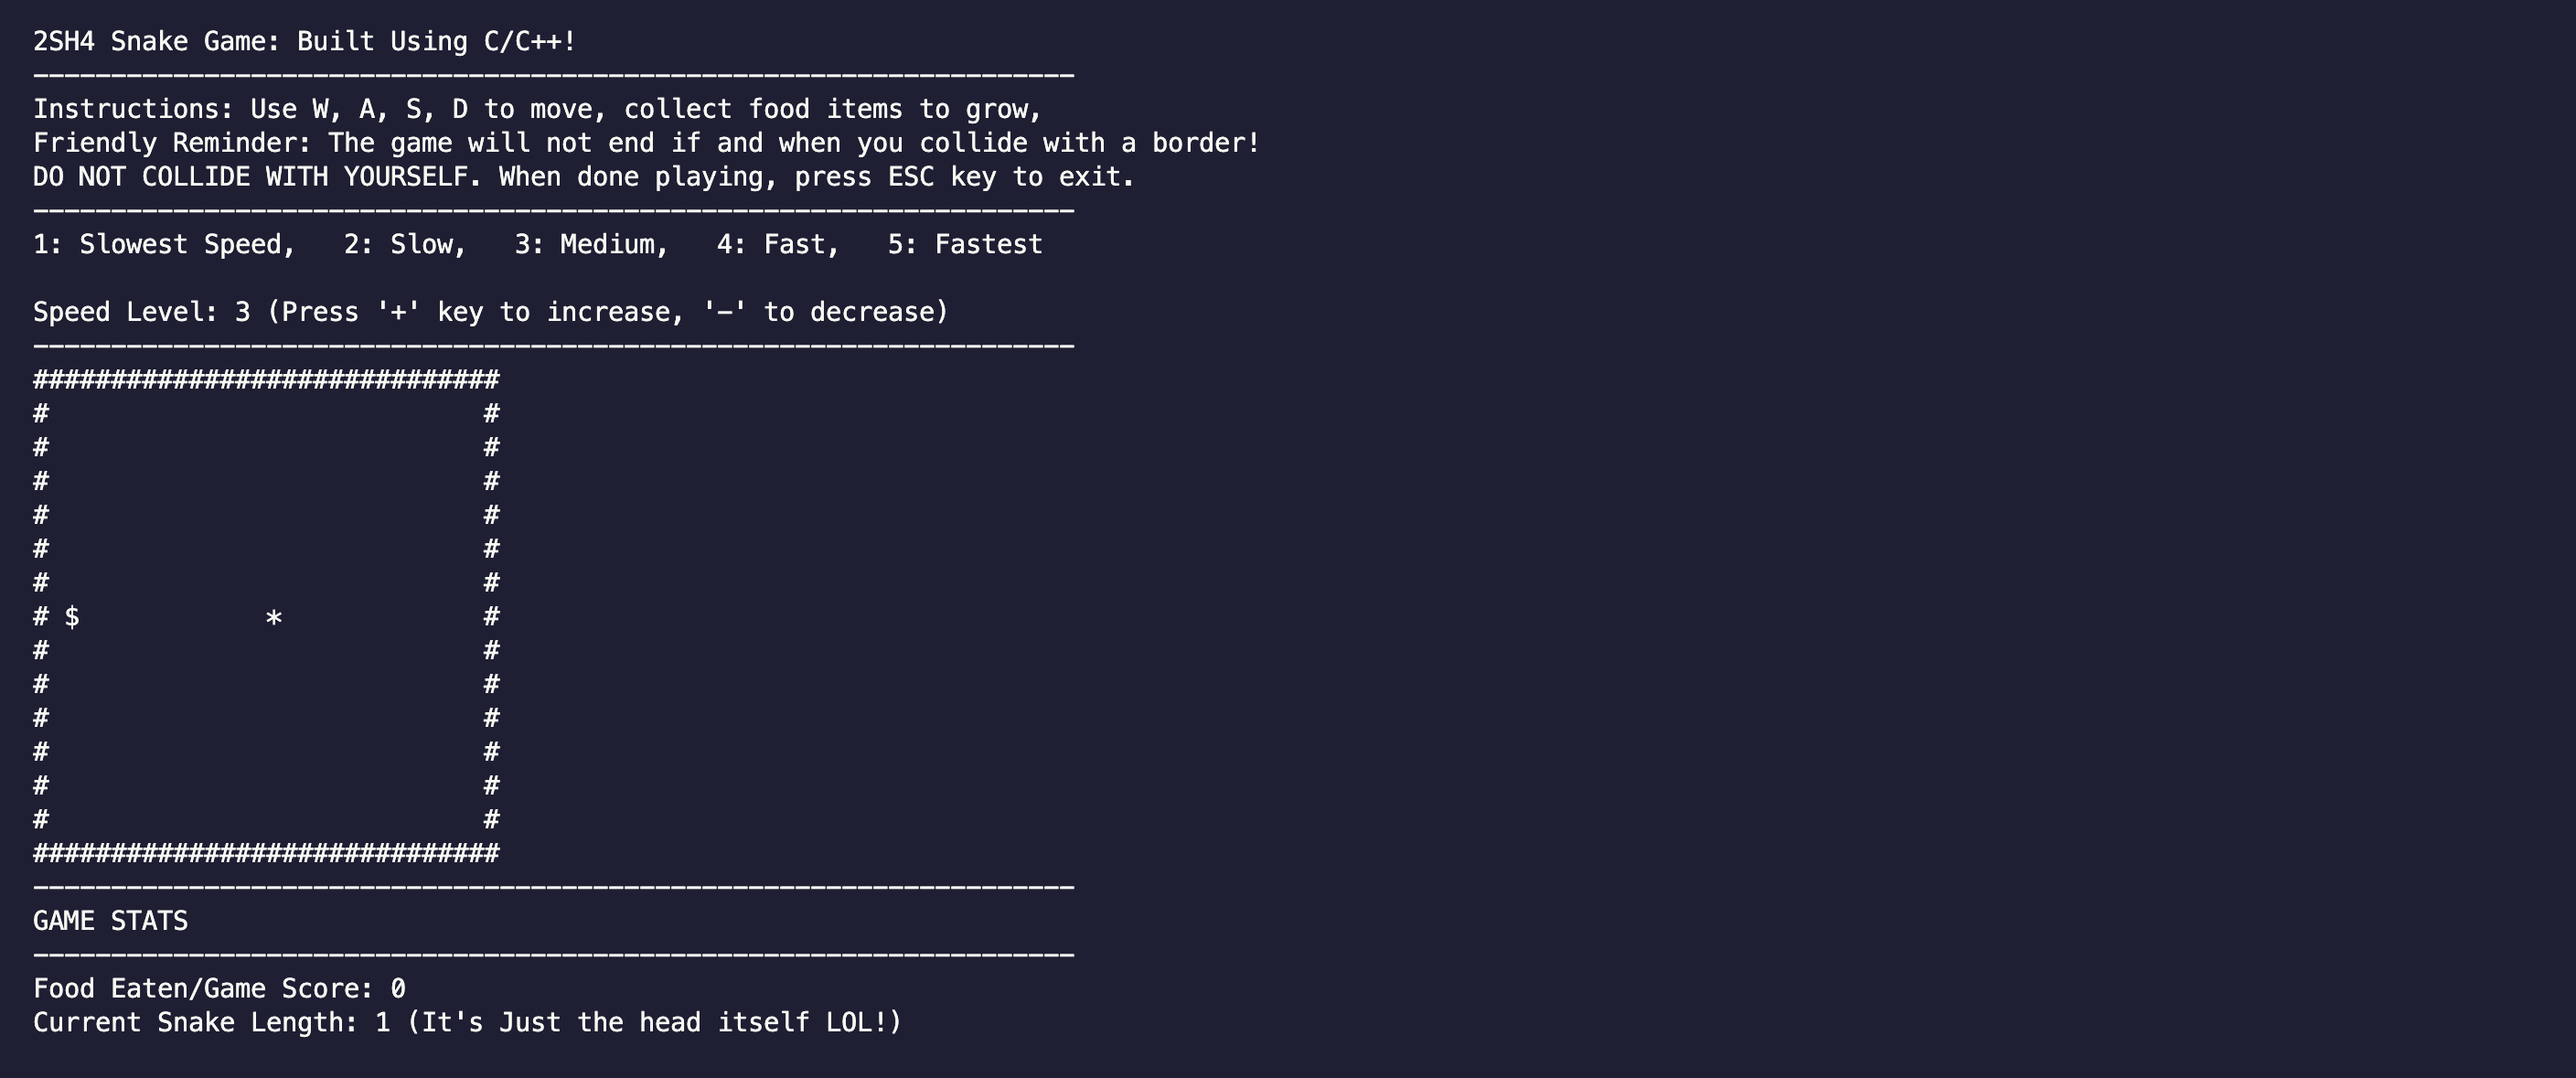 2SH4 Snake Game: Built Using C/C++!
-------------------------------------------------------------------
Instructions: Use W, A, S, D to move, collect food items to grow,
Friendly Reminder: The game will not end if and when you collide with a border!
DO NOT COLLIDE WITH YOURSELF. When done playing, press ESC key to exit.
-------------------------------------------------------------------
1: Slowest Speed,   2: Slow,   3: Medium,   4: Fast,   5: Fastest

Speed Level: 3 (Press '+' key to increase, '-' to decrease)
-------------------------------------------------------------------
##############################
#                            #
#                            #
#                            #
#                            #
#                            #
#                            #
# $            *             #
#                            #
#                            #
#                            #
#                            #
#                            #
#                            #
##############################
-------------------------------------------------------------------
GAME STATS
-------------------------------------------------------------------
Food Eaten/Game Score: 0
Current Snake Length: 1 (It's Just the head itself LOL!)